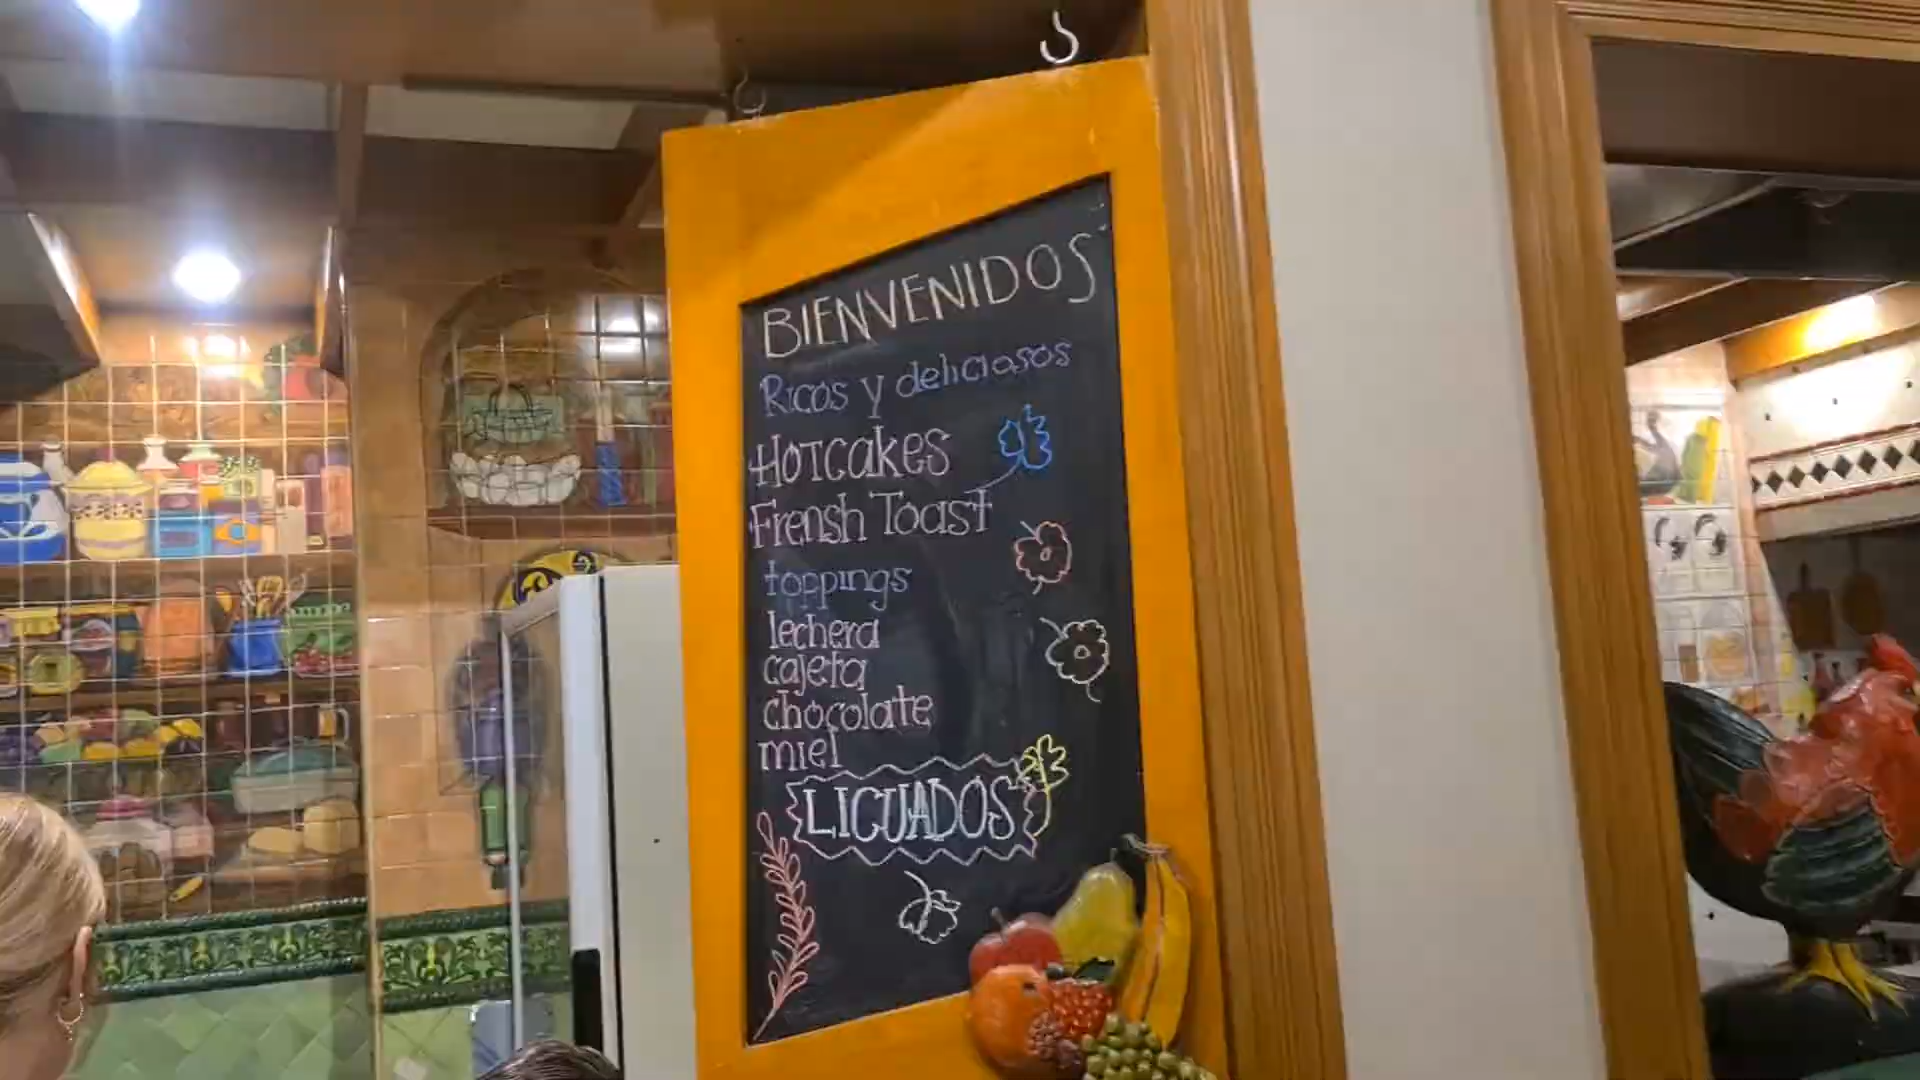 BIENVENIDOS
Ricos y deliciosos
HOTcakes
Frensh Toast
toppings
lechera
cajeta
chocolate
miel
LICUADOS